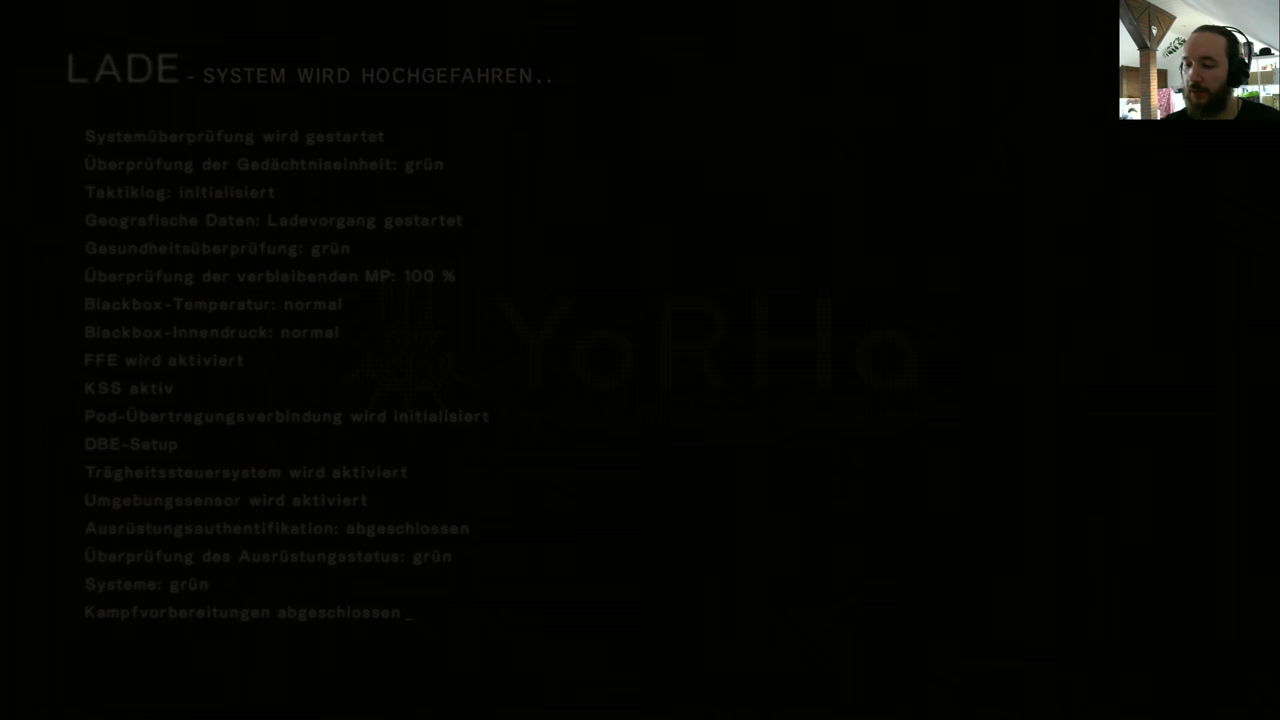 LADE - SYSTEM WIRD HOCHGEFAHREN..
Systemüberprüfung wird gestartet
Überprüfung der Gedächtniseinheit: grün
Taktiklog: initialisiert
Geografische Daten: Ladevorgang gestartet
Gesundheitsüberprüfung: grün
Überprüfung der verbleibenden MP: 100 %
Blackbox-Temperatur: normal
Blackbox-Innendruck: normal
FFE wird aktiviert
KSS aktiv
Pod-Übertragungsverbindung wird initialisiert
DBE-Setup
Trägheitssteuersystem wird aktiviert
Umgebungssensor wird aktiviert
Ausrüstungsauthentifikation: abgeschlossen
Überprüfung des Ausrüstungsstatus: grün
Systeme: grün
Kampfvorbereitungen abgeschlossen_
YoRHa